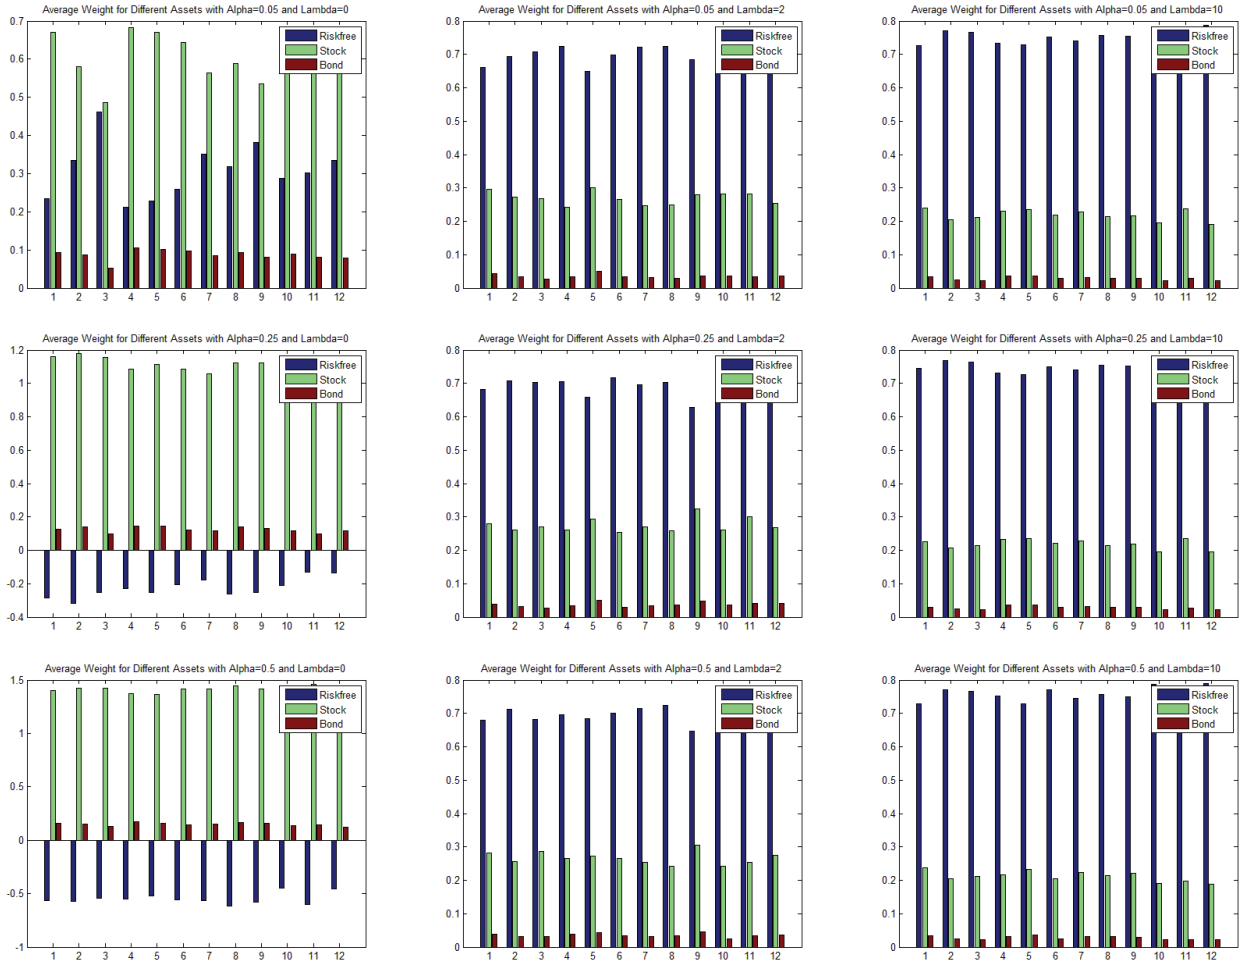 Average Weight for Different Assets with Alpha=0.05 and Lambda=0
0.7
0.6
0.5
0.4
0.3
0.2
0.1
0
Riskfree
Stock
Bond
1 2 3 4 5 6 7 8 9 10 11 12
Average Weight for Different Assets with Alpha=0.05 and Lambda=2
0.8
0.7
0.6
0.5
0.4
0.3
0.2
0.1
0
Riskfree
Stock
Bond
1 2 3 4 5 6 7 8 9 10 11 12
Average Weight for Different Assets with Alpha=0.05 and Lambda=10
0.8
0.7
0.6
0.5
0.4
0.3
0.2
0.1
0
Riskfree
Stock
Bond
1 2 3 4 5 6 7 8 9 10 11 12
Average Weight for Different Assets with Alpha=0.25 and Lambda=0
1.2
1
0.8
0.6
0.4
0.2
0
-0.2
-0.4
Riskfree
Stock
Bond
1 2 3 4 5 6 7 8 9 10 11 12
Average Weight for Different Assets with Alpha=0.25 and Lambda=2
0.8
0.7
0.6
0.5
0.4
0.3
0.2
0.1
0
Riskfree
Stock
Bond
1 2 3 4 5 6 7 8 9 10 11 12
Average Weight for Different Assets with Alpha=0.25 and Lambda=10
0.8
0.7
0.6
0.5
0.4
0.3
0.2
0.1
0
Riskfree
Stock
Bond
1 2 3 4 5 6 7 8 9 10 11 12
Average Weight for Different Assets with Alpha=0.5 and Lambda=0
1.5
1
0.5
0
-0.5
-1
Riskfree
Stock
Bond
1 2 3 4 5 6 7 8 9 10 11 12
Average Weight for Different Assets with Alpha=0.5 and Lambda=2
0.8
0.7
0.6
0.5
0.4
0.3
0.2
0.1
0
Riskfree
Stock
Bond
1 2 3 4 5 6 7 8 9 10 11 12
Average Weight for Different Assets with Alpha=0.5 and Lambda=10
0.8
0.7
0.6
0.5
0.4
0.3
0.2
0.1
0
Riskfree
Stock
Bond
1 2 3 4 5 6 7 8 9 10 11 12